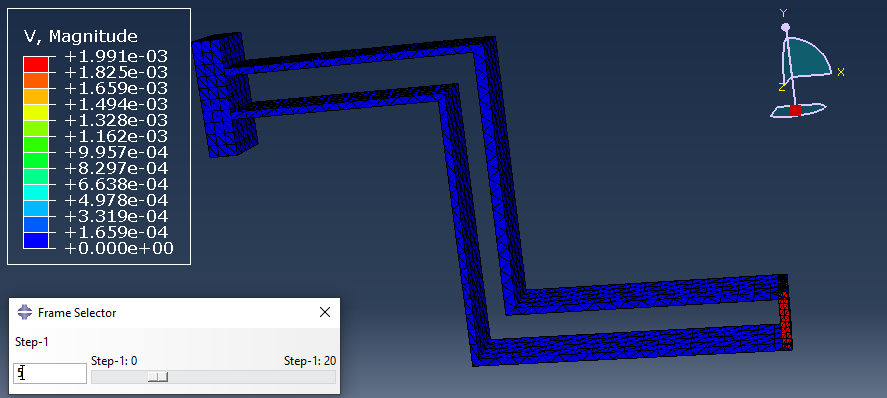 V, Magnitude
+1.991e-03
+1.825e-03
+1.659e-03
+1.494e-03
+1.328e-03
+1.162e-03
+9.957e-04
+8.297e-04
+6.638e-04
+4.978e-04
+3.319e-04
+1.659e-04
+0.000e+00
Y
X
Z
Frame Selector
Step-1
Step-1: 0 Step-1: 20